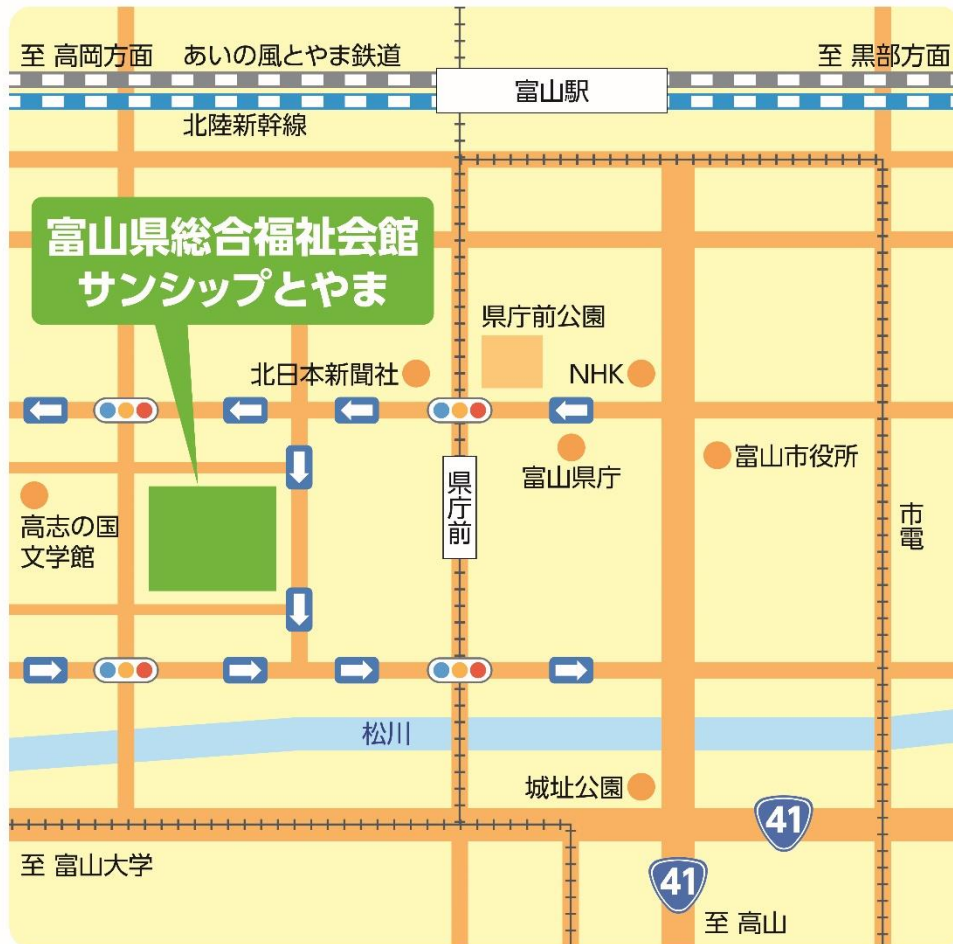 至 高岡方面
あいの風とやま鉄道
至 黒部方面
富山駅
北陸新幹線
富山県総合福祉会館
サンシップとやま
県庁前公園
北日本新聞社
NHK
富山県庁
富山市役所
県庁前
高志の国
文学館
市電
松川
城址公園
41
至 富山大学
41
至 高山